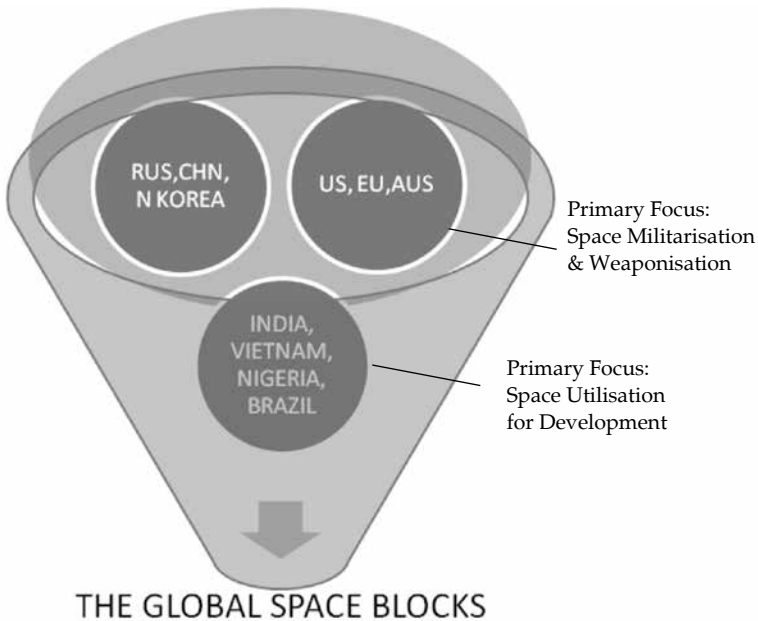 RUS,CHN,
N KOREA
US, EU,AUS
Primary Focus:
Space Militarisation
& Weaponisation
INDIA,
VIETNAM,
NIGERIA,
BRAZIL
Primary Focus:
Space Utilisation
for Development
THE GLOBAL SPACE BLOCKS